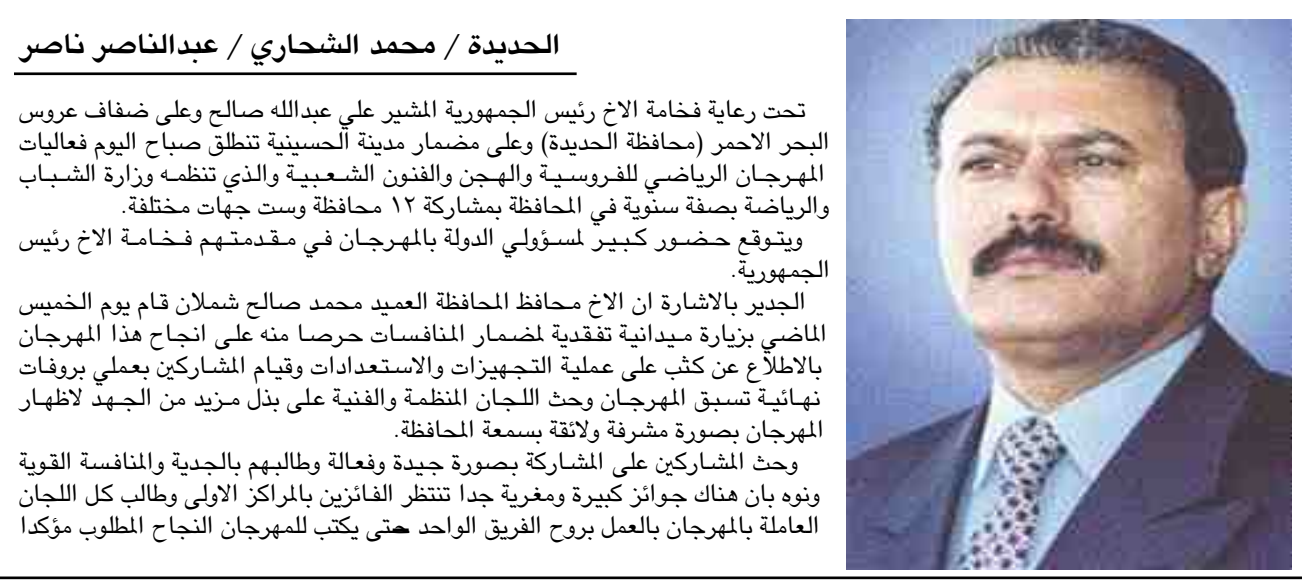 الحديدة / محمد الشحاري / عبدالناصر ناصر
تحت رعاية فخامة الاخ رئيس الجمهورية المشير علي عبدالله صالح وعلى ضفاف عروس
البحر الاحمر (محافظة الحديدة) وعلى مضمار مدينة الحسينية تنطلق صباح اليوم فعاليات
المهرجان الرياضي للفروسية والهجن والفنون الشعبية والذي تنظمه وزارة الشباب
والرياضة بصفة سنوية في المحافظة بمشاركة ١٢ محافظة وست جهات مختلفة.
ويتوقع حضور كبير لمسؤولي الدولة بالمهرجان في مقدمتهم فخامة الاخ رئيس
الجمهورية.
الجدير بالاشارة ان الاخ محافظ المحافظة العميد محمد صالح شملان قام يوم الخميس
الماضي بزيارة ميدانية تفقدية لمضمار المنافسات حرصا منه على انجاح هذا المهرجان
بالاطلاع عن كثب على عملية التجهيزات والاستعدادات وقيام المشاركين بعملي بروفات
نهائية تسبق المهرجان وحث اللجان المنظمة والفنية على بذل مزيد من الجهد لاظهار
المهرجان بصورة مشرفة ولائقة بسمعة المحافظة.
وحث المشاركين على المشاركة بصورة جيدة وفعالة وطالبهم بالجدية والمنافسة القوية
ونوه بان هناك جوائز كبيرة ومغرية جدا تنتظر الفائزين بالمراكز الاولى وطالب كل اللجان
العاملة بالمهرجان بالعمل بروح الفريق الواحد حتى يكتب للمهرجان النجاح المطلوب مؤكدا